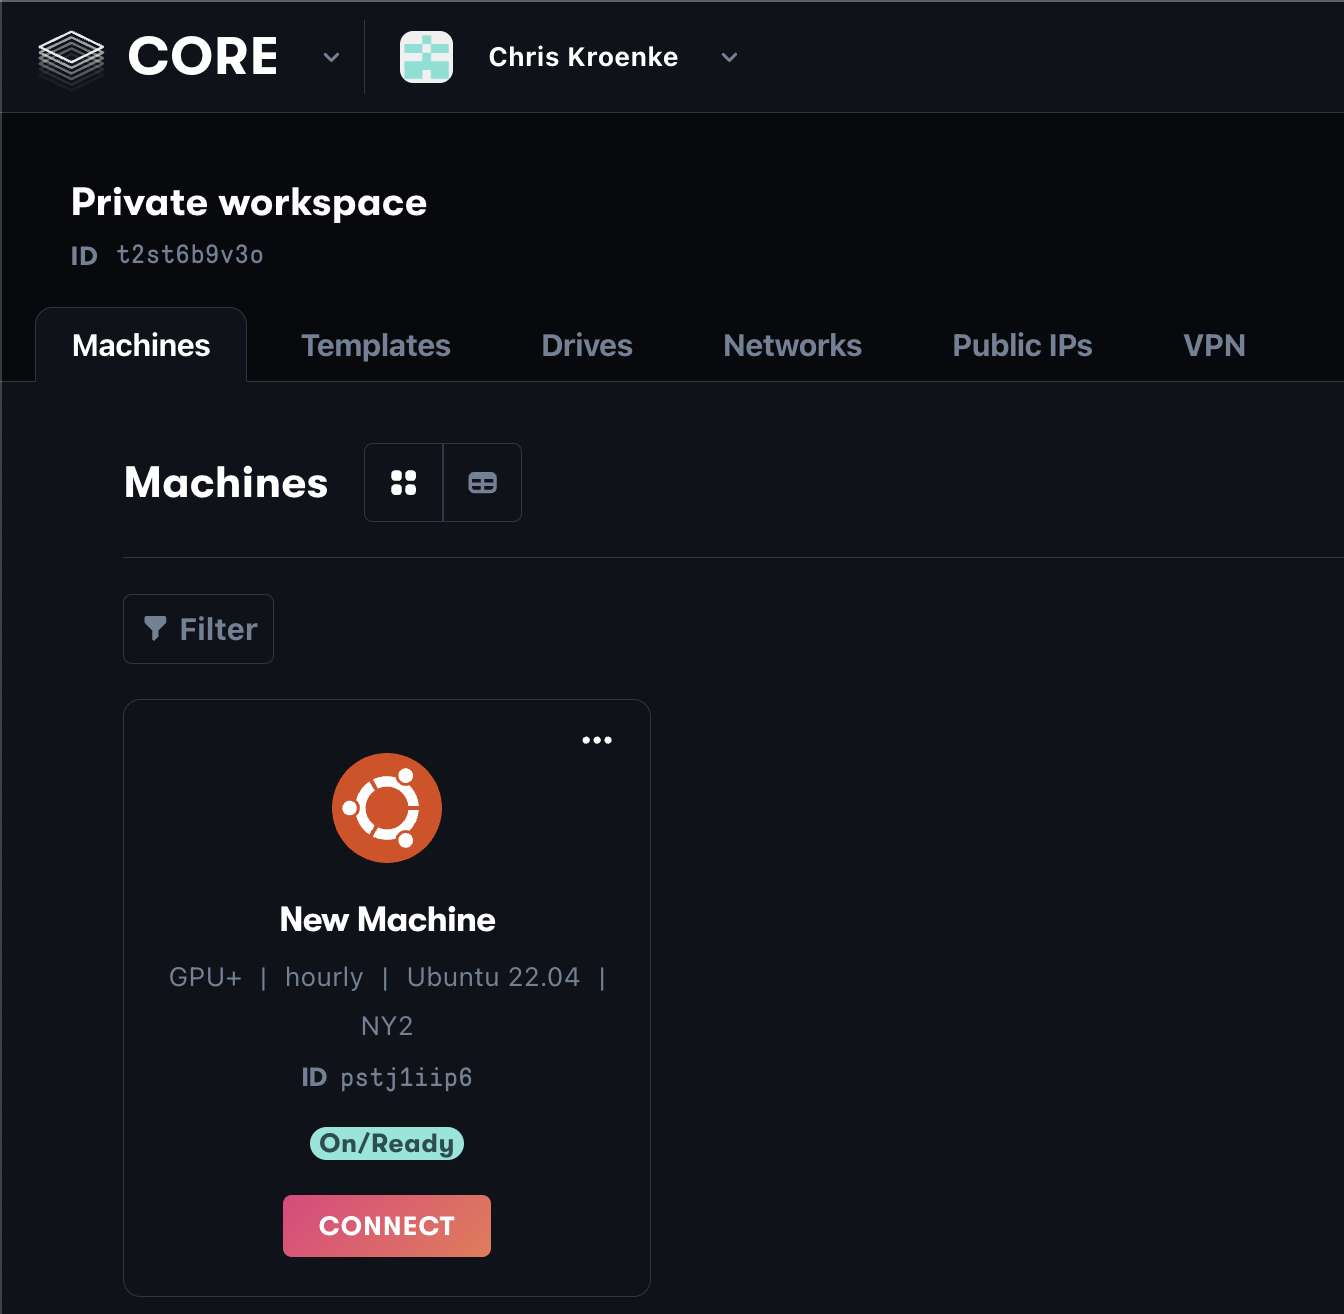 CORE
Chris Kroenke
Private workspace
ID t2st6b9v3o
Machines Templates Drives Networks Public IPs VPN
Machines
Filter
New Machine
GPU+ | hourly | Ubuntu 22.04 |
NY2
ID pstj1iip6
On/Ready
CONNECT